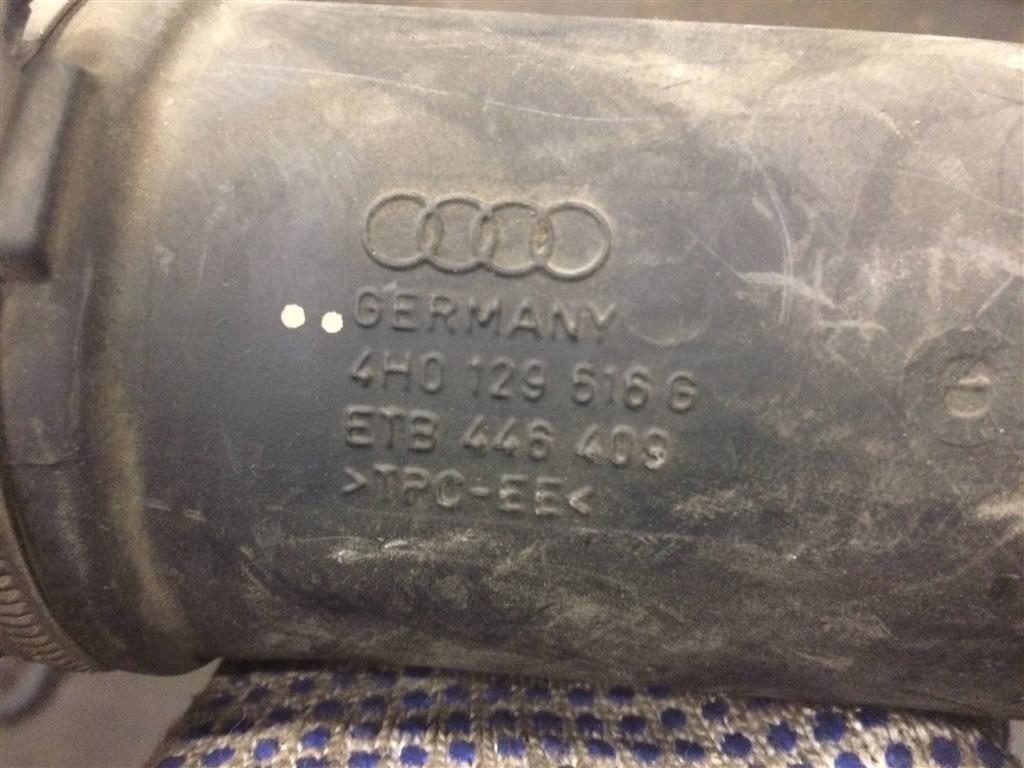 GERMANY
4H0 129 616 G
ETB 446 409
>TPC-EE<